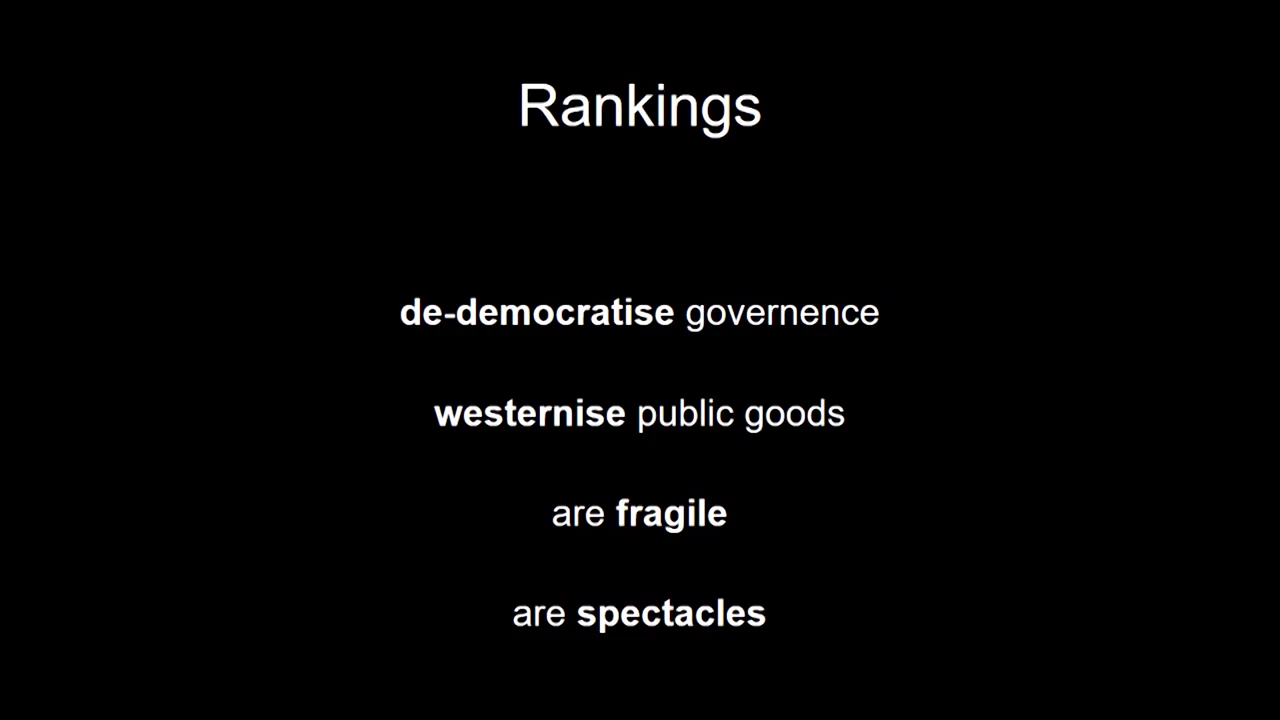 Rankings
de-democratise governence
westernise public goods
are fragile
are spectacles